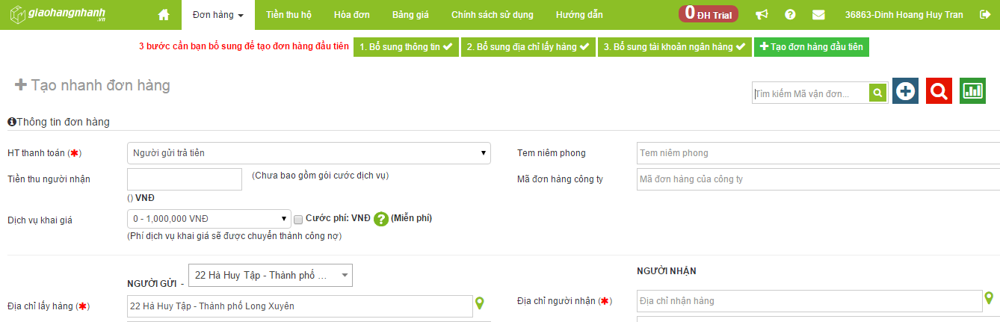 giaohangnhanh
.vn
Đơn hàng Tiền thu hộ Hóa đơn Bảng giá Chính sách sử dụng Hướng dẫn 0 ĐH Trial 36863-Dinh Hoang Huy Tran
3 bước cần bạn bổ sung để tạo đơn hàng đầu tiên 1. Bổ sung thông tin 2. Bổ sung địa chỉ lấy hàng 3. Bổ sung tài khoản ngân hàng Tạo đơn hàng đầu tiên
Tạo nhanh đơn hàng
Tìm kiếm Mã vận đơn...
Thông tin đơn hàng
HT thanh toán (*) Người gửi trả tiền Tem niêm phong Tem niêm phong
Tiền thu người nhận (Chưa bao gồm gói cước dịch vụ) Mã đơn hàng công ty Mã đơn hàng của công ty
() VNĐ
Dịch vụ khai giá 0 - 1,000,000 VNĐ Cước phí: VNĐ ? (Miễn phí)
(Phí dịch vụ khai giá sẽ được chuyển thành công nợ)
NGƯỜI GỬI - 22 Hà Huy Tập - Thành phố ... NGƯỜI NHẬN
Địa chỉ lấy hàng (*) 22 Hà Huy Tập - Thành phố Long Xuyên Địa chỉ người nhận (*) Địa chỉ nhận hàng